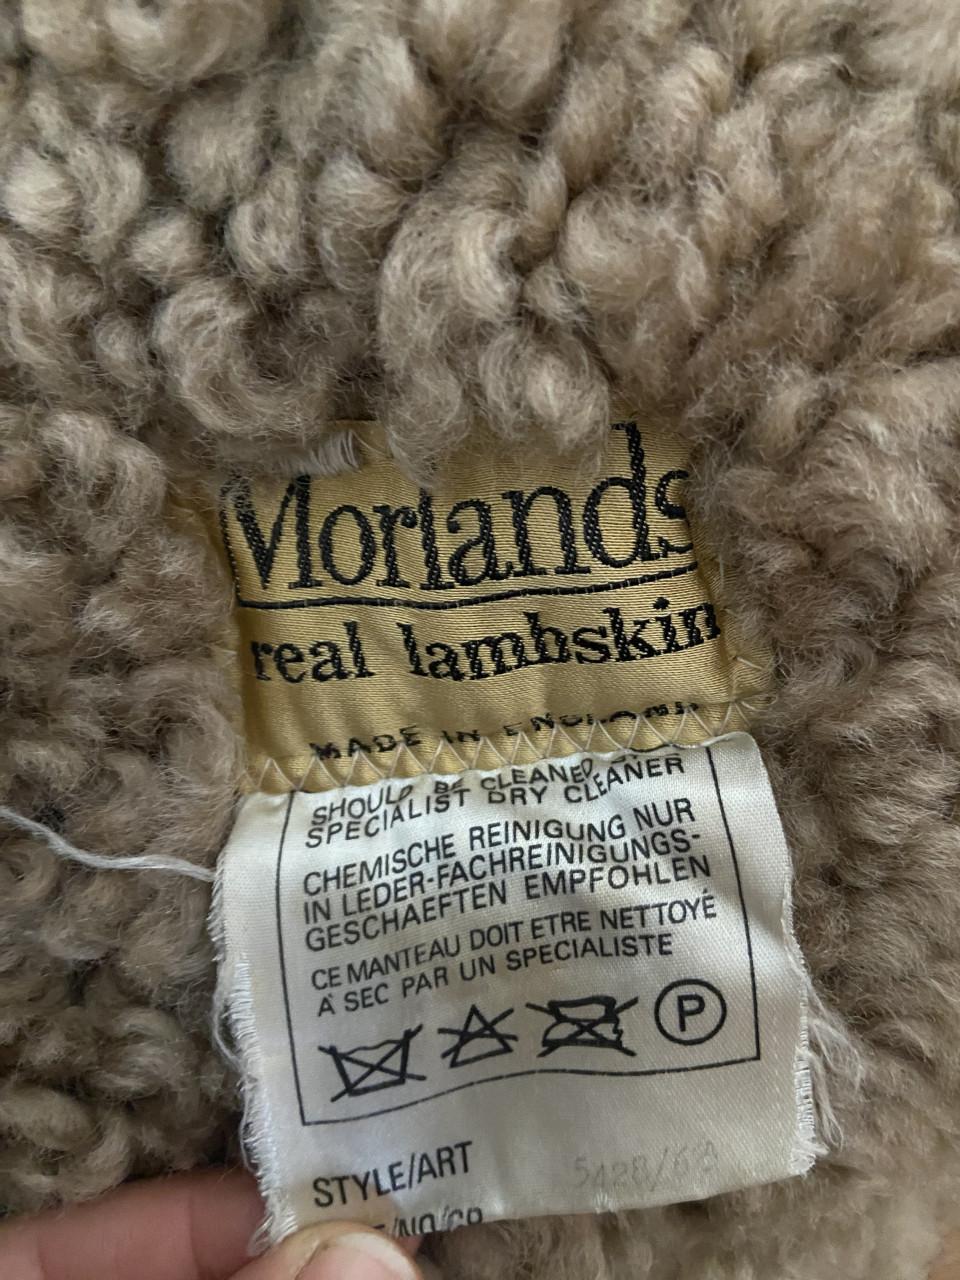 Morlands
real lambskin
MADE IN ENGLAND
SHOULD BE CLEANED
SPECIALIST DRY CLEANER
CHEMISCHE REINIGUNG NUR
IN LEDER-FACHREINIGUNGS-
GESCHAEFTEN EMPFOHLEN
CE MANTEAU DOIT ETRE NETTOYÉ
À SEC PAR UN SPECIALISTE
P
STYLE/ART